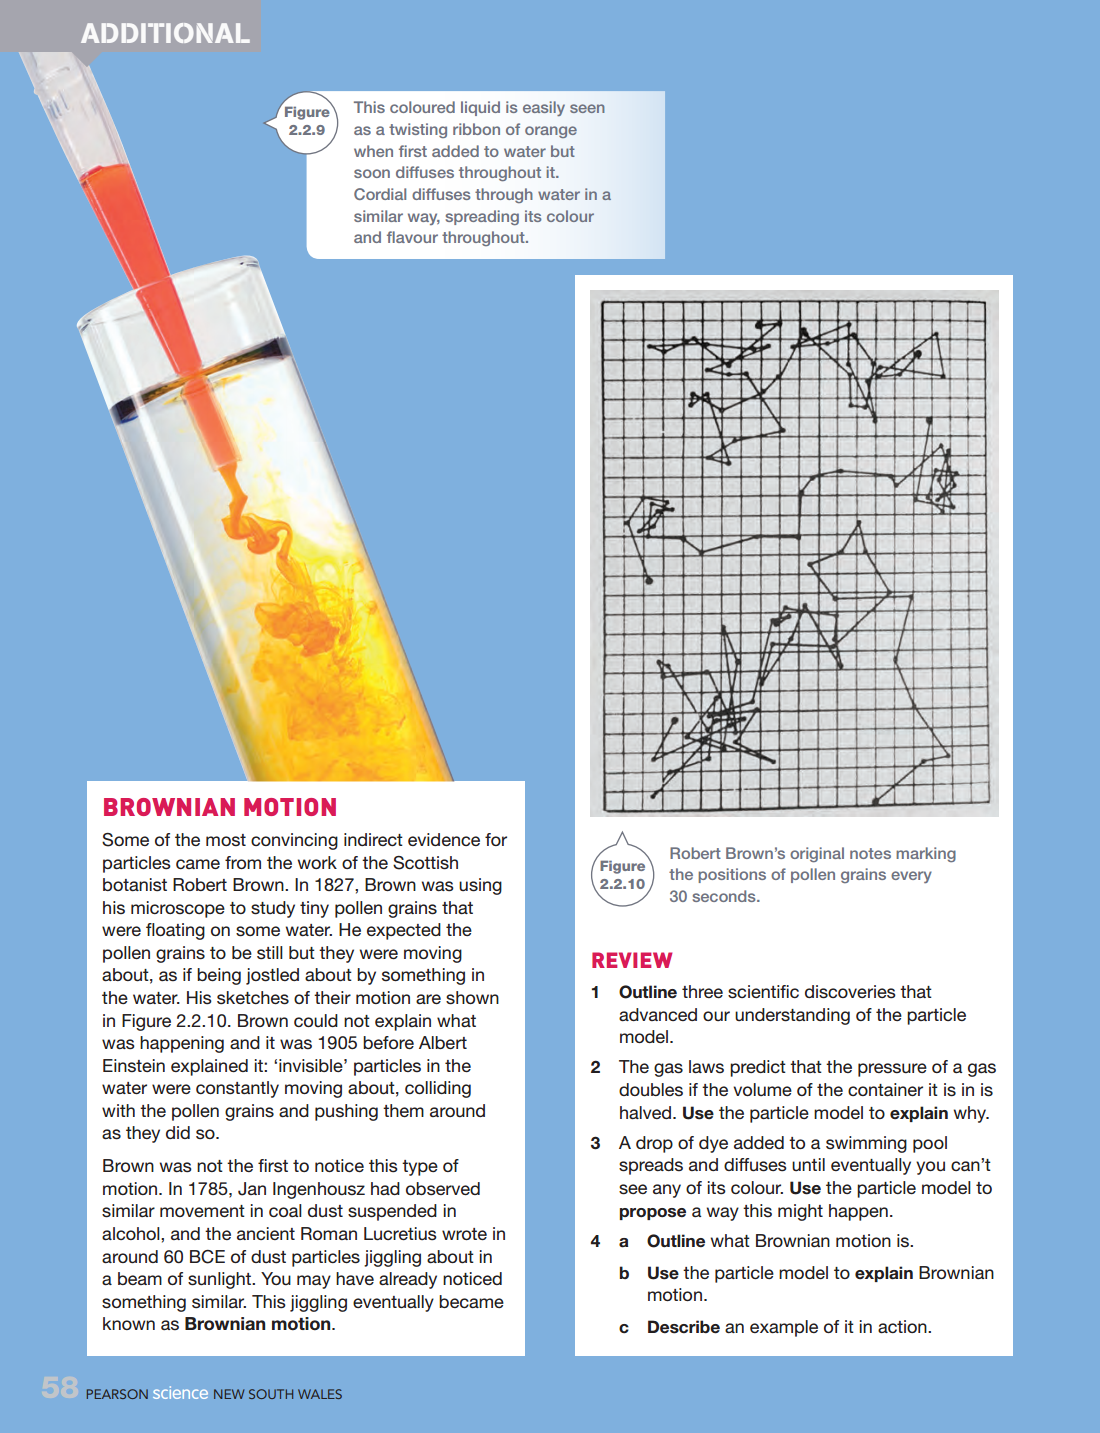 ADDITIONAL
Figure
2.2.9
This coloured liquid is easily seen
as a twisting ribbon of orange
when first added to water but
soon diffuses throughout it.
Cordial diffuses through water in a
similar way, spreading its colour
and flavour throughout.
BROWNIAN MOTION
Some of the most convincing indirect evidence for
particles came from the work of the Scottish
botanist Robert Brown. In 1827, Brown was using
his microscope to study tiny pollen grains that
were floating on some water. He expected the
pollen grains to be still but they were moving
about, as if being jostled about by something in
the water. His sketches of their motion are shown
in Figure 2.2.10. Brown could not explain what
was happening and it was 1905 before Albert
Einstein explained it: ‘invisible’ particles in the
water were constantly moving about, colliding
with the pollen grains and pushing them around
as they did so.
Brown was not the first to notice this type of
motion. In 1785, Jan Ingenhousz had observed
similar movement in coal dust suspended in
alcohol, and the ancient Roman Lucretius wrote in
around 60 BCE of dust particles jiggling about in
a beam of sunlight. You may have already noticed
something similar. This jiggling eventually became
known as Brownian motion.
Figure
2.2.10
Robert Brown’s original notes marking
the positions of pollen grains every
30 seconds.
REVIEW
1 Outline three scientific discoveries that
advanced our understanding of the particle
model.
2 The gas laws predict that the pressure of a gas
doubles if the volume of the container it is in is
halved. Use the particle model to explain why.
3 A drop of dye added to a swimming pool
spreads and diffuses until eventually you can’t
see any of its colour. Use the particle model to
propose a way this might happen.
4 a Outline what Brownian motion is.
b Use the particle model to explain Brownian
motion.
c Describe an example of it in action.
58 PEARSON science NEW SOUTH WALES